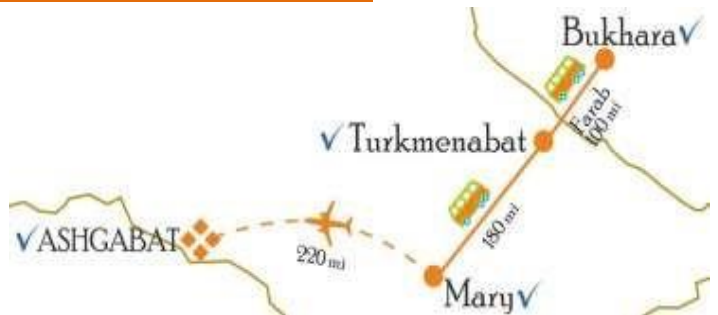 Bukhara
Farab
100 mi
Turkmenabat
180 mi
ASHGABAT
220 mi
Mary